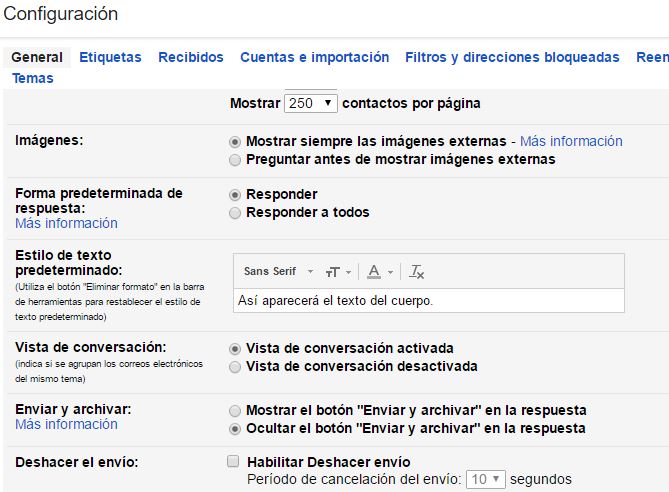 Configuración
General Etiquetas Recibidos Cuentas e importación Filtros y direcciones bloqueadas Reen
Temas
Mostrar 250 contactos por página
Imágenes:
Mostrar siempre las imágenes externas - Más información
Preguntar antes de mostrar imágenes externas
Forma predeterminada de
respuesta:
Más información
Responder
Responder a todos
Estilo de texto
predeterminado:
(Utiliza el botón "Eliminar formato" en la barra
de herramientas para restablecer el estilo de
texto predeterminado)
Sans Serif
Así aparecerá el texto del cuerpo.
Vista de conversación:
(indica si se agrupan los correos electrónicos
del mismo tema)
Vista de conversación activada
Vista de conversación desactivada
Enviar y archivar:
Más información
Mostrar el botón "Enviar y archivar" en la respuesta
Ocultar el botón "Enviar y archivar" en la respuesta
Deshacer el envío:
Habilitar Deshacer envío
Período de cancelación del envío: 10 segundos